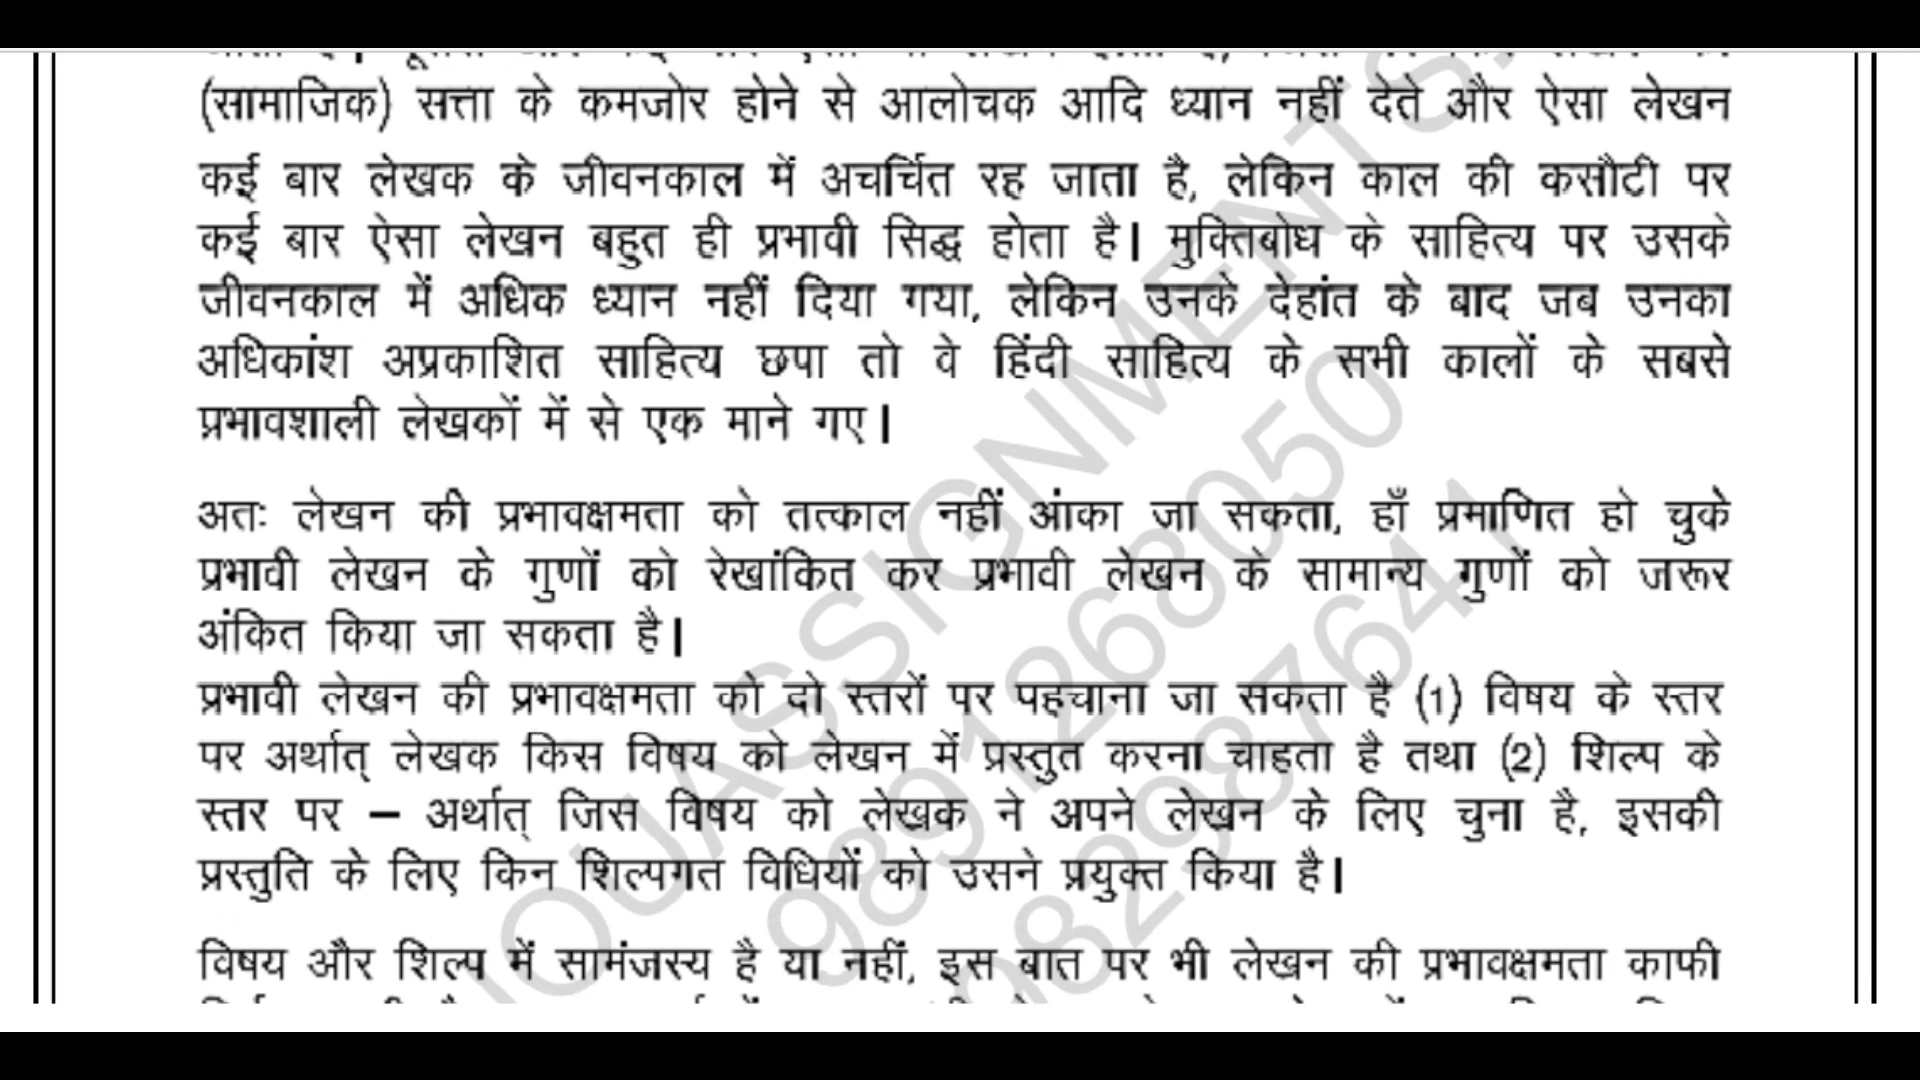 (सामाजिक) सत्ता के कमजोर होने से आलोचक आदि ध्यान नहीं देते और ऐसा लेखन
कई बार लेखक के जीवनकाल में अचर्चित रह जाता है, लेकिन काल की कसौटी पर
कई बार ऐसा लेखन बहुत ही प्रभावी सिद्ध होता है। मुक्तिबोध के साहित्य पर उसके
जीवनकाल में अधिक ध्यान नहीं दिया गया, लेकिन उनके देहांत के बाद जब उनका
अधिकांश अप्रकाशित साहित्य छपा तो वे हिंदी साहित्य के सभी कालों के सबसे
प्रभावशाली लेखकों में से एक माने गए।
अतः लेखन की प्रभावक्षमता को तत्काल नहीं आंका जा सकता, हाँ प्रमाणित हो चुके
प्रभावी लेखन के गुणों को रेखांकित कर प्रभावी लेखन के सामान्य गुणों को जरूर
अंकित किया जा सकता है।
प्रभावी लेखन की प्रभावक्षमता को दो स्तरों पर पहचाना जा सकता है (1) विषय के स्तर
पर अर्थात् लेखक किस विषय को लेखन में प्रस्तुत करना चाहता है तथा (2) शिल्प के
स्तर पर – अर्थात् जिस विषय को लेखक ने अपने लेखन के लिए चुना है, इसकी
प्रस्तुति के लिए किन शिल्पगत विधियों को उसने प्रयुक्त किया है।
विषय और शिल्प में सामंजस्य है या नहीं, इस बात पर भी लेखन की प्रभावक्षमता काफी
OUASSIGNMENTS.
9891268050
98298764 1